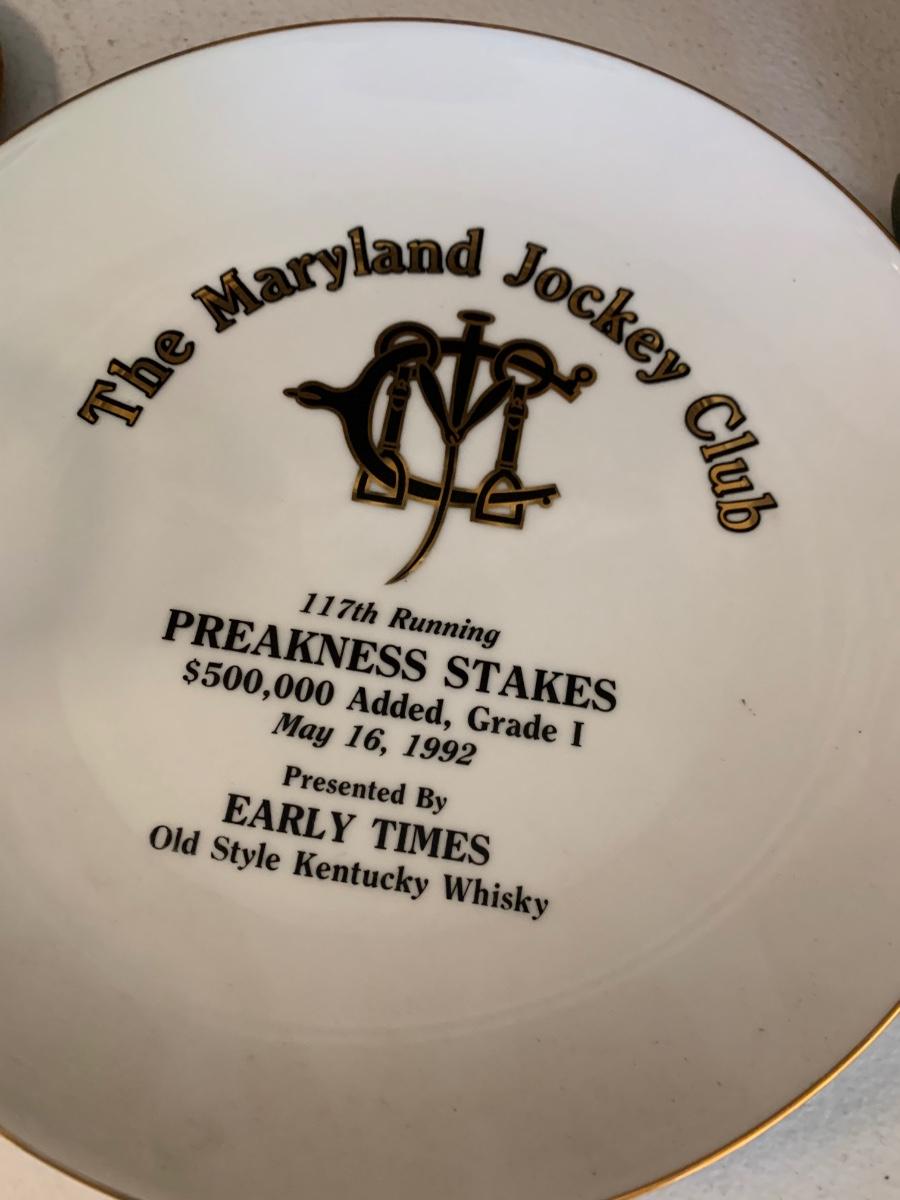 The Maryland Jockey Club
117th Running
PREAKNESS STAKES
$500,000 Added, Grade I
May 16, 1992
Presented By
EARLY TIMES
Old Style Kentucky Whisky